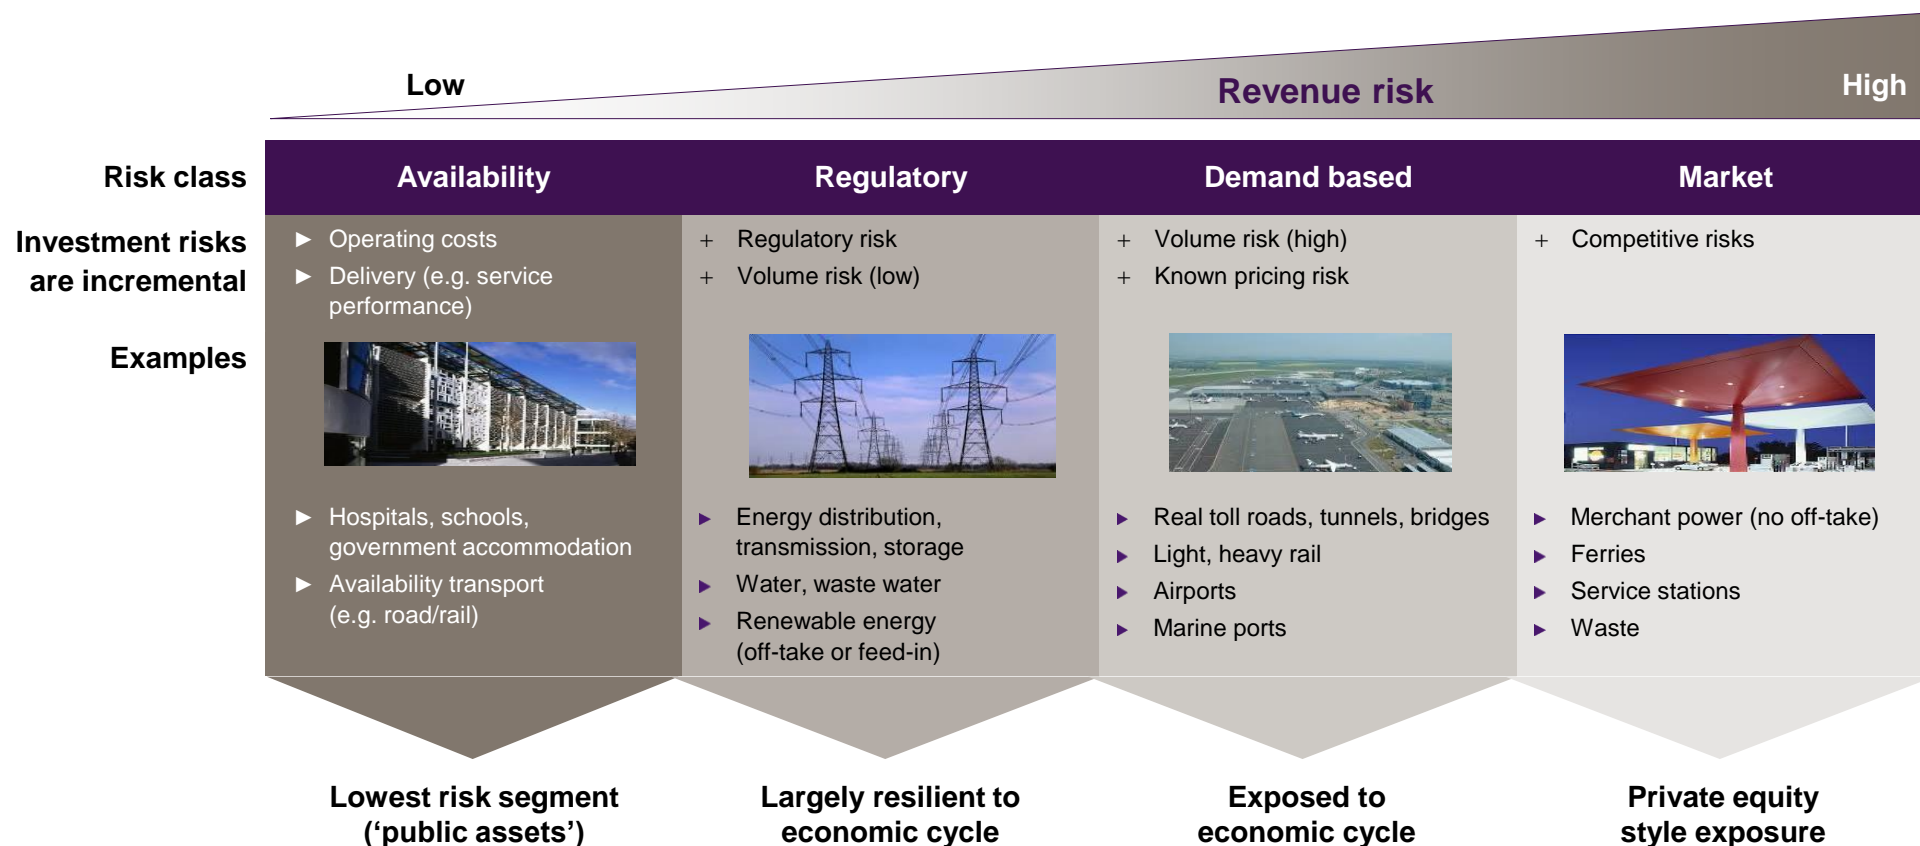 Low
Revenue risk
High
Risk class
Availability
Regulatory
Demand based
Market
Investment risks
are incremental
► Operating costs
► Delivery (e.g. service
performance)
+ Regulatory risk
+ Volume risk (low)
+ Volume risk (high)
+ Known pricing risk
+ Competitive risks
Examples
► Hospitals, schools,
government accommodation
► Availability transport
(e.g. road/rail)
► Energy distribution,
transmission, storage
► Water, waste water
► Renewable energy
(off-take or feed-in)
► Real toll roads, tunnels, bridges
► Light, heavy rail
► Airports
► Marine ports
► Merchant power (no off-take)
► Ferries
► Service stations
► Waste
Lowest risk segment
(‘public assets’)
Largely resilient to
economic cycle
Exposed to
economic cycle
Private equity
style exposure